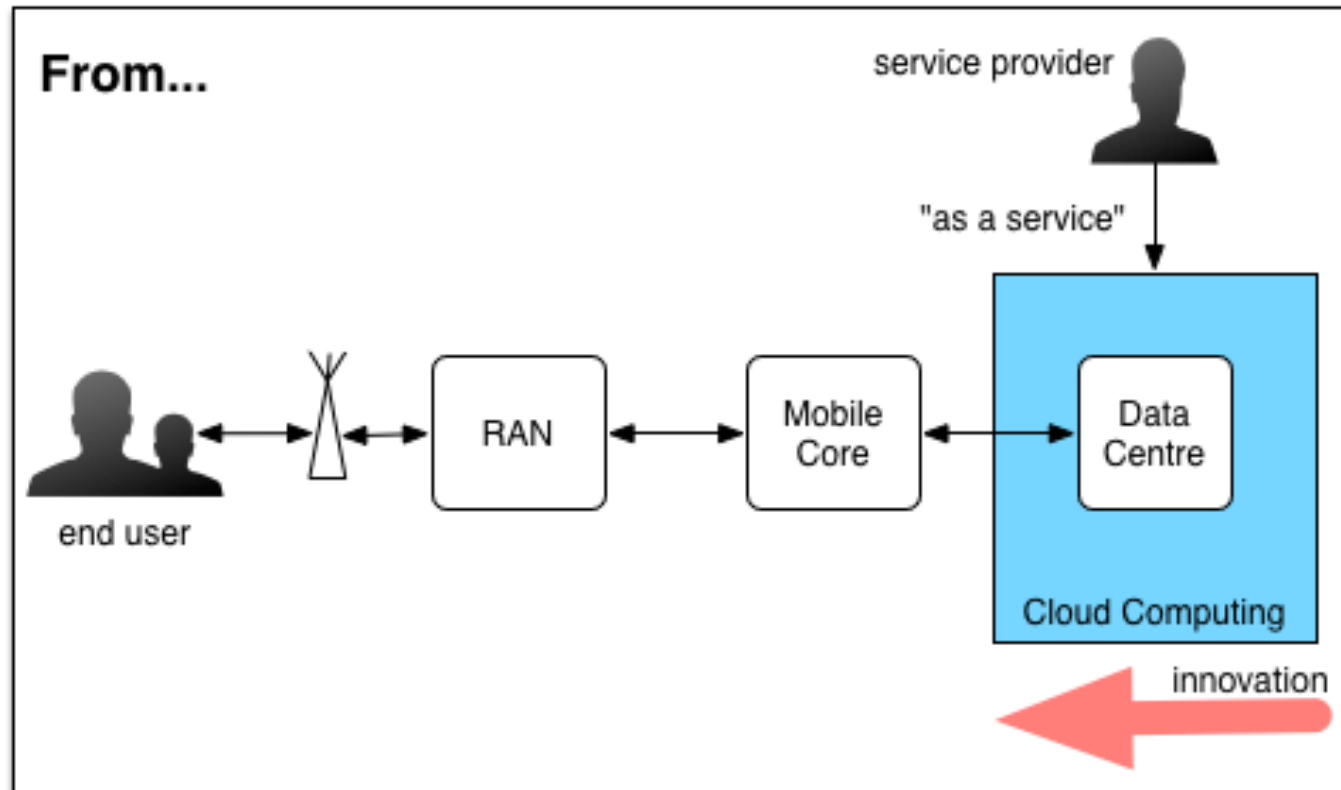 From...
service provider
"as a service"
end user
RAN
Mobile
Core
Data
Centre
Cloud Computing
innovation